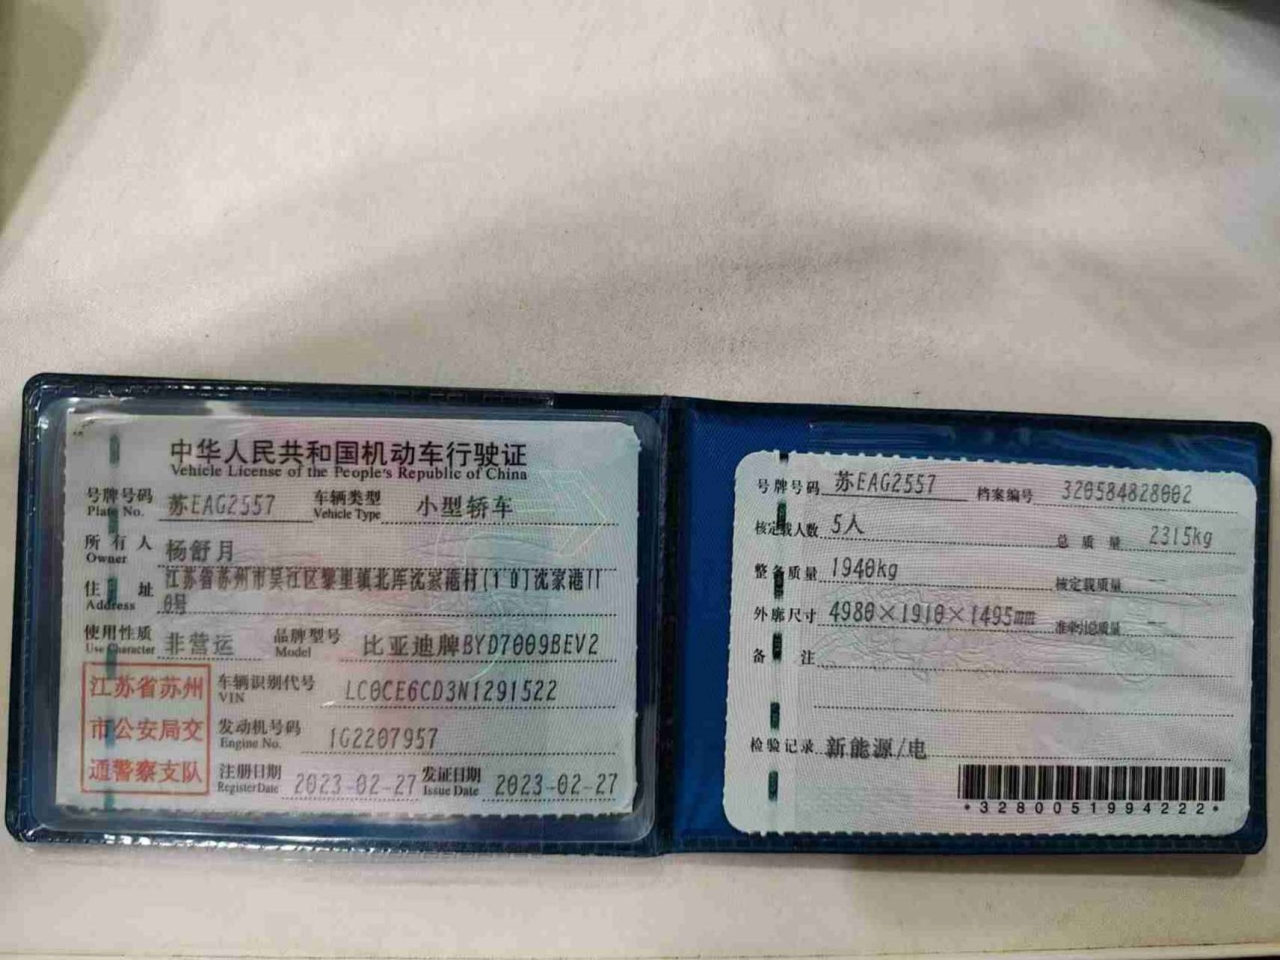 中华人民共和国机动车行驶证
Vehicle License of the People's Republic of China
号牌号码 苏EAG2557 车辆类型 小型轿车
Plate No. Vehicle Type
所有人 杨舒月
Owner
住址 江苏省苏州市吴江区黎里镇北厍沈家港村(10)沈家港11
Address 0号
使用性质 非营运 品牌型号 比亚迪牌BYD7009BEV2
Use Character Model
江苏省苏州
市公安局交
通警察支队
车辆识别代号 LC0CE6CD3N1291522
VIN
发动机号码 1G2207957
Engine No.
注册日期 2023-02-27 发证日期 2023-02-27
Register Date Issue Date
号牌号码 苏EAG2557 档案编号 320584828002
核定载人数 5人 总质量 2315kg
整备质量 1940kg 核定载质量 --
外廓尺寸 4980×1910×1495mm 准牵引总质量 --
备注
检验记录 新能源/电
*3280051994222*